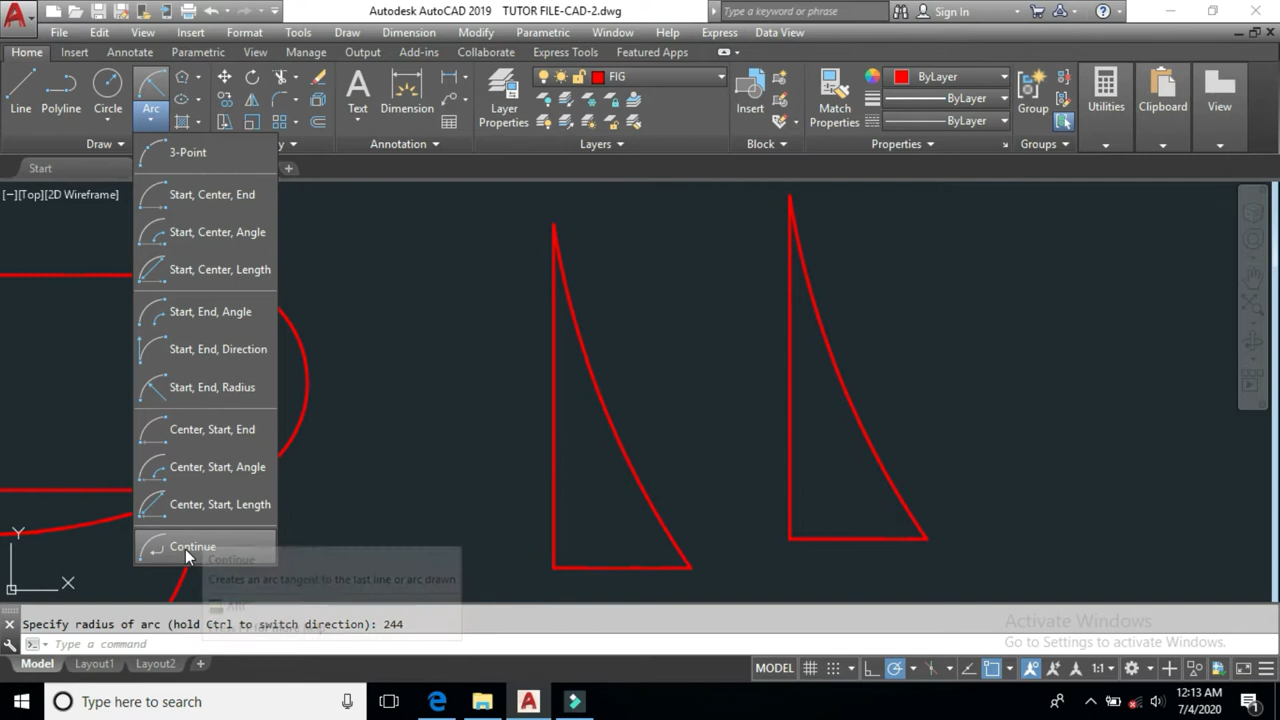 Autodesk AutoCAD 2019 TUTOR FILE-CAD-2.dwg
Type a keyword or phrase
Sign In
File Edit View Insert Format Tools Draw Dimension Modify Parametric Window Help Express Data View
Home Insert Annotate Parametric View Manage Output Add-ins Collaborate Express Tools Featured Apps
Line Polyline Circle Arc
Text Dimension
Layer Properties
FIG
Insert
Match Properties
ByLayer
ByLayer
ByLayer
Group
Utilities
Clipboard
View
Draw
Annotation
Layers
Block
Properties
Groups
Start
[−][Top][2D Wireframe]
3-Point
Start, Center, End
Start, Center, Angle
Start, Center, Length
Start, End, Angle
Start, End, Direction
Start, End, Radius
Center, Start, End
Center, Start, Angle
Center, Start, Length
Continue
Continue
Creates an arc tangent to the last line or arc drawn
Y
X
Specify radius of arc (hold Ctrl to switch direction): 244
Type a command
Activate Windows
Go to Settings to activate Windows.
Model Layout1 Layout2
MODEL
1:1
Type here to search
12:13 AM
7/4/2020